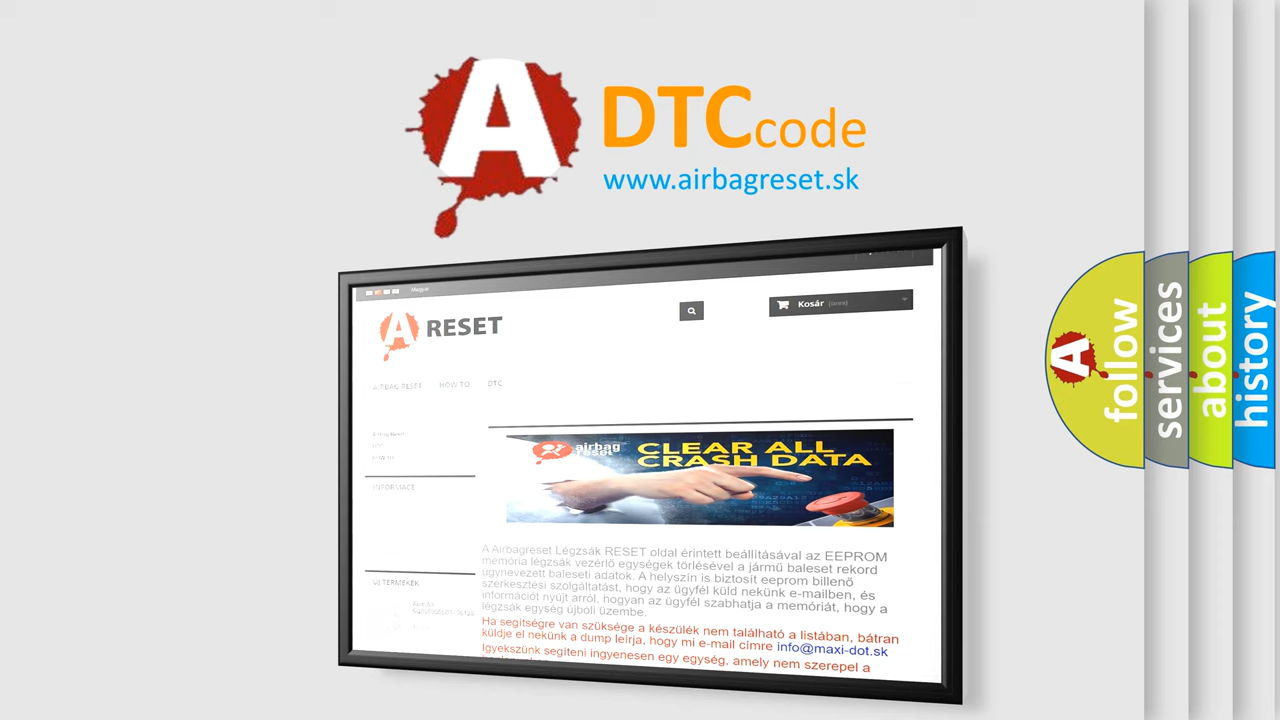 A DTC code
www.airbagreset.sk
Magyar
Kosár (üres)
A RESET
AIRBAG RESET HOW TO DTC
INFORMACE
ÚJ TERMÉKEK
airbag reset
CLEAR ALL
CRASH DATA
A Airbagreset Légzsák RESET oldal érintett beállításával az EEPROM
memória légzsák vezérlő egységek törlésével a jármű baleset rekord
úgynevezett baleseti adatok. A helyszín is biztosít eeprom billenő
szerkesztési szolgáltatást, hogy az ügyfél küld nekünk e-mailben, és
információt nyújt arról, hogyan az ügyfél szabhatja a memóriát, hogy a
légzsák egység újbóli üzembe.
Ha segítségre van szüksége a készülék nem található a listában, bátran
küldje el nekünk a dump leírja, hogy mi e-mail címre info@maxi-dot.sk
Igyekszünk segíteni ingyenesen egy egység, amely nem szerepel a
A follow
services
about
history